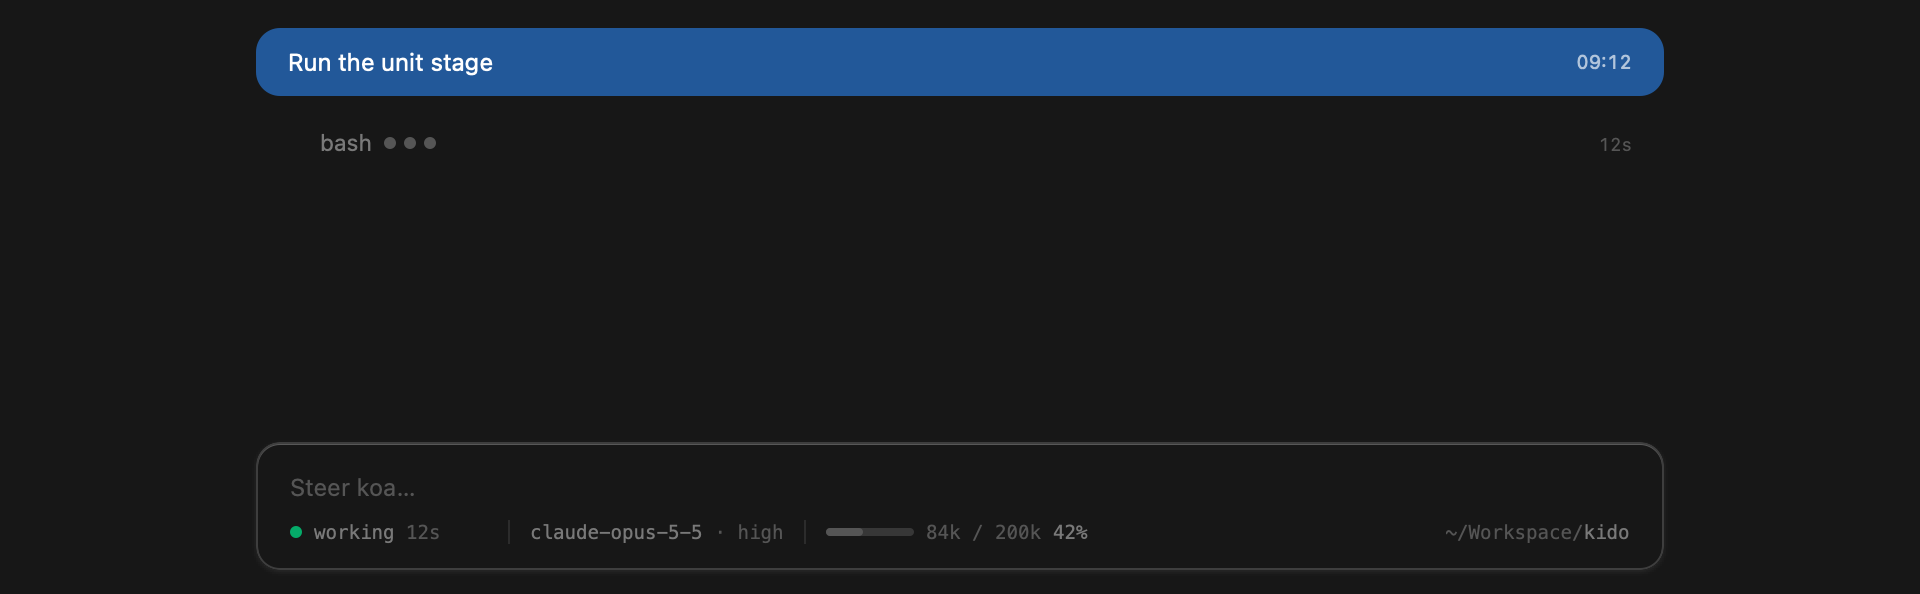 Run the unit stage 09:12
bash 12s
Steer koa...
working 12s claude-opus-5-5 · high 84k / 200k 42% ~/Workspace/kido